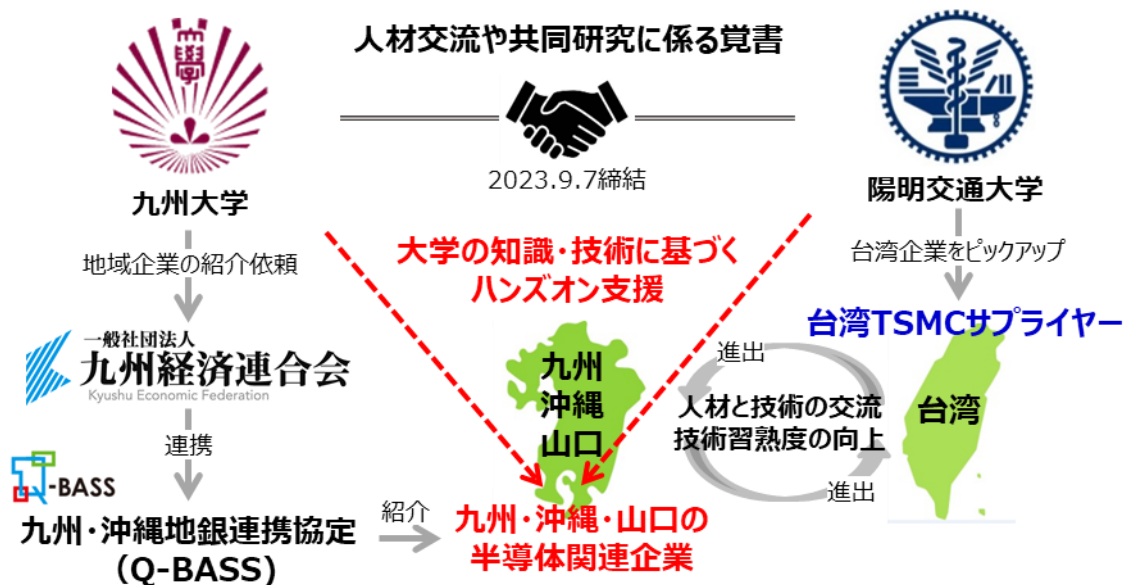 大學
人材交流や共同研究に係る覚書
2023.9.7締結
九州大学
陽明交通大学
地域企業の紹介依頼
大学の知識・技術に基づく
ハンズオン支援
台湾企業をピックアップ
一般社団法人
九州経済連合会
Kyushu Economic Federation
台湾TSMCサプライヤー
進出
九州
沖縄
山口
人材と技術の交流
技術習熟度の向上
台湾
進出
連携
Q-BASS
九州・沖縄地銀連携協定
（Q-BASS）
紹介
九州・沖縄・山口の
半導体関連企業